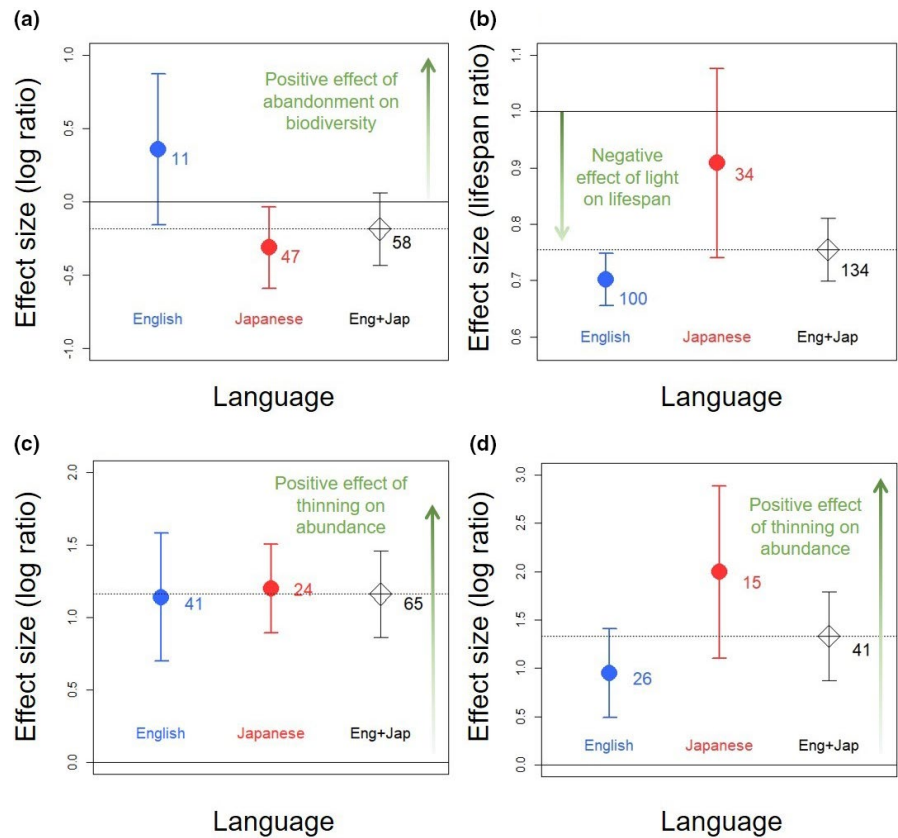 (a)
Effect size (log ratio)
1.0
0.5
0.0
-0.5
-1.0
Positive effect of
abandonment on
biodiversity
11
47
58
English
Japanese
Eng+Jap
Language
(b)
Effect size (lifespan ratio)
1.1
1.0
0.9
0.8
0.7
0.6
Negative
effect of light
on lifespan
34
100
134
English
Japanese
Eng+Jap
Language
(c)
Effect size (log ratio)
2.0
1.5
1.0
0.5
0.0
Positive effect of
thinning on
abundance
41
24
65
English
Japanese
Eng+Jap
Language
(d)
Effect size (log ratio)
3.0
2.5
2.0
1.5
1.0
0.5
0.0
Positive effect
of thinning on
abundance
15
26
41
English
Japanese
Eng+Jap
Language